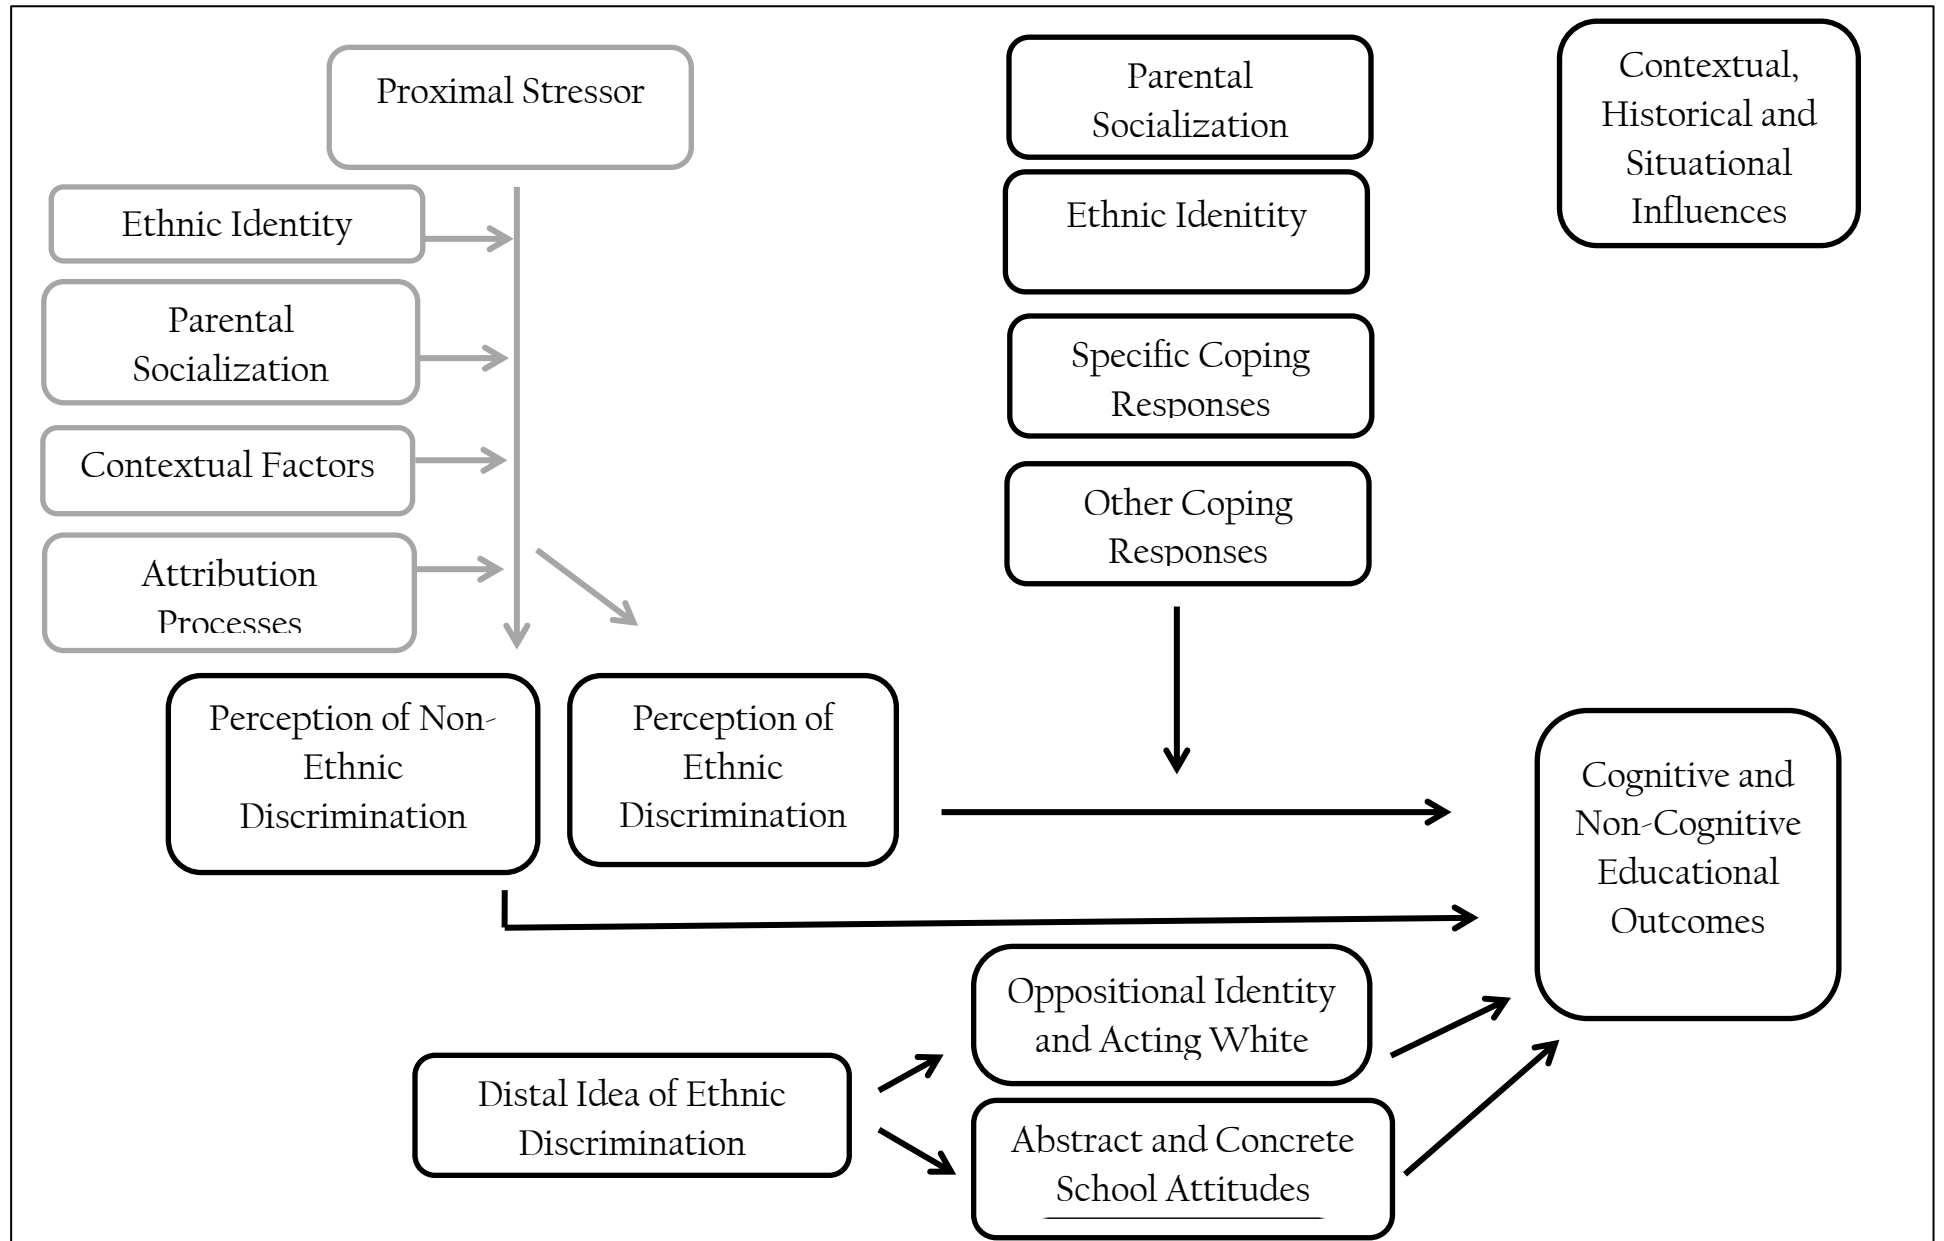 Proximal Stressor
Ethnic Identity
Parental
Socialization
Contextual Factors
Attribution
Processes
Parental
Socialization
Ethnic Idenitity
Specific Coping
Responses
Other Coping
Responses
Contextual,
Historical and
Situational
Influences
Perception of Non-
Ethnic
Discrimination
Perception of
Ethnic
Discrimination
Cognitive and
Non-Cognitive
Educational
Outcomes
Oppositional Identity
and Acting White
Distal Idea of Ethnic
Discrimination
Abstract and Concrete
School Attitudes